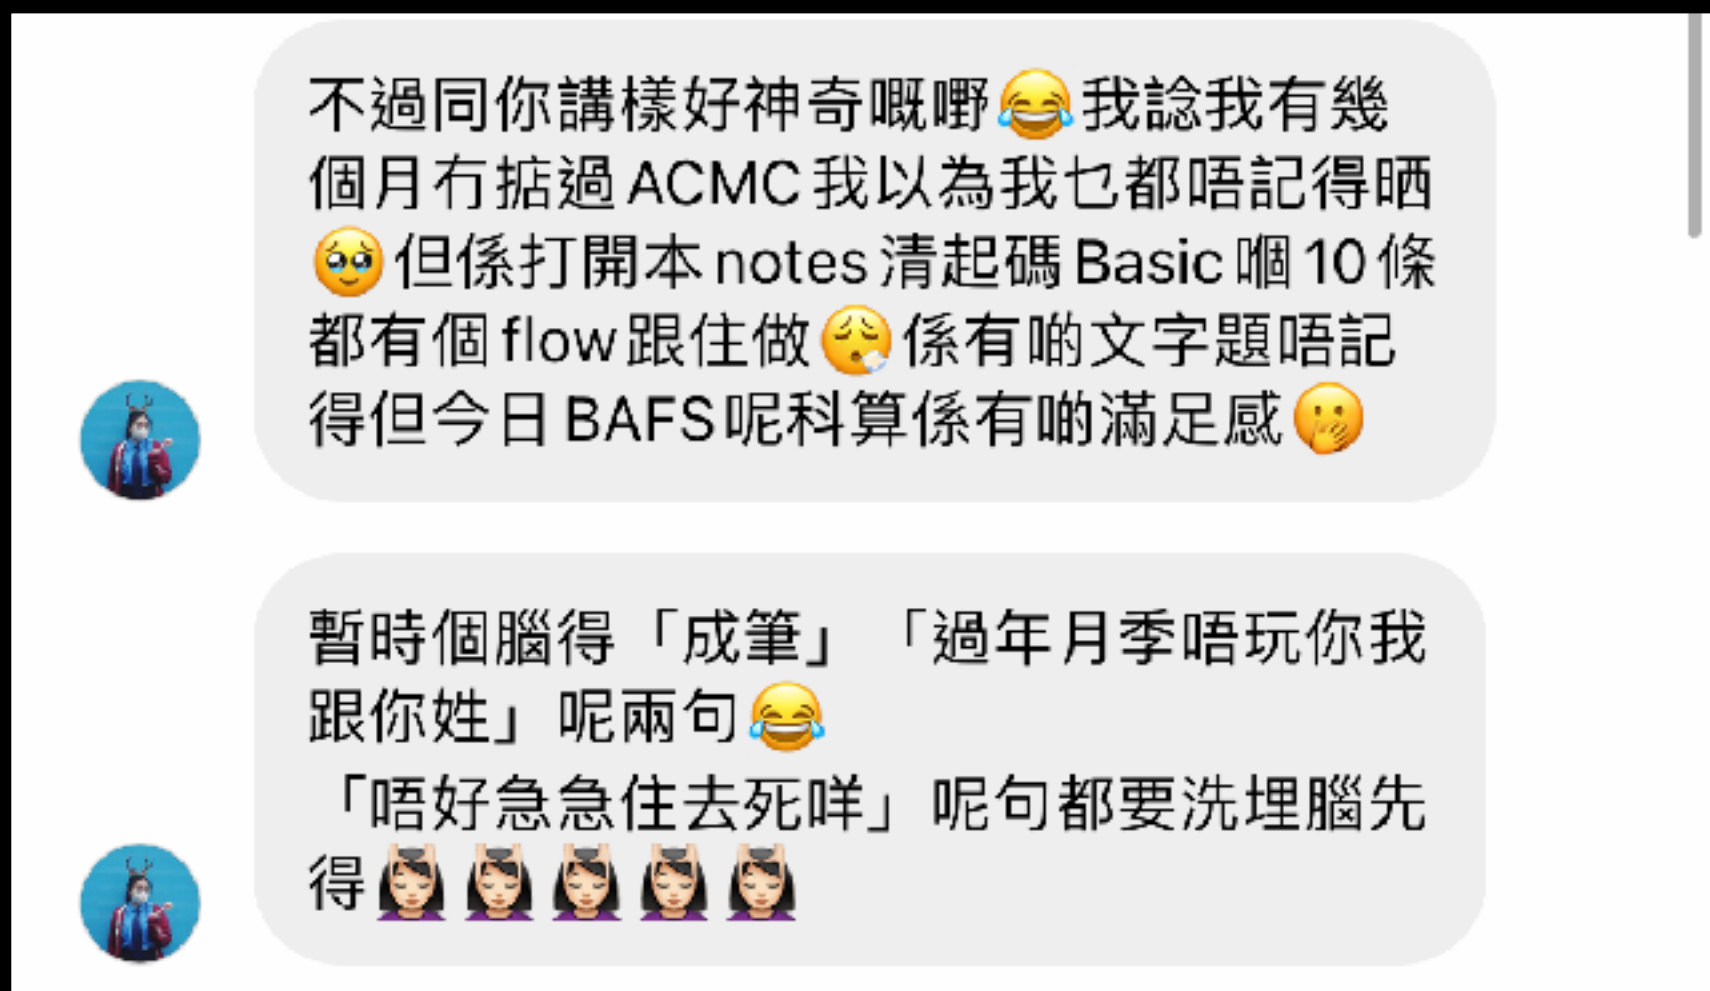 不過同你講樣好神奇嘅嘢😂我諗我有幾
個月冇掂過ACMC我以為我乜都唔記得晒
🥹但係打開本notes清起碼Basic嗰10條
都有個flow跟住做😮‍💨係有啲文字題唔記
得但今日BAFS呢科算係有啲滿足感🫢
暫時個腦得「成筆」「過年月季唔玩你我
跟你姓」呢兩句😂
「唔好急急住去死咩」呢句都要洗埋腦先
得💆🏻‍♀️💆🏻‍♀️💆🏻‍♀️💆🏻‍♀️💆🏻‍♀️